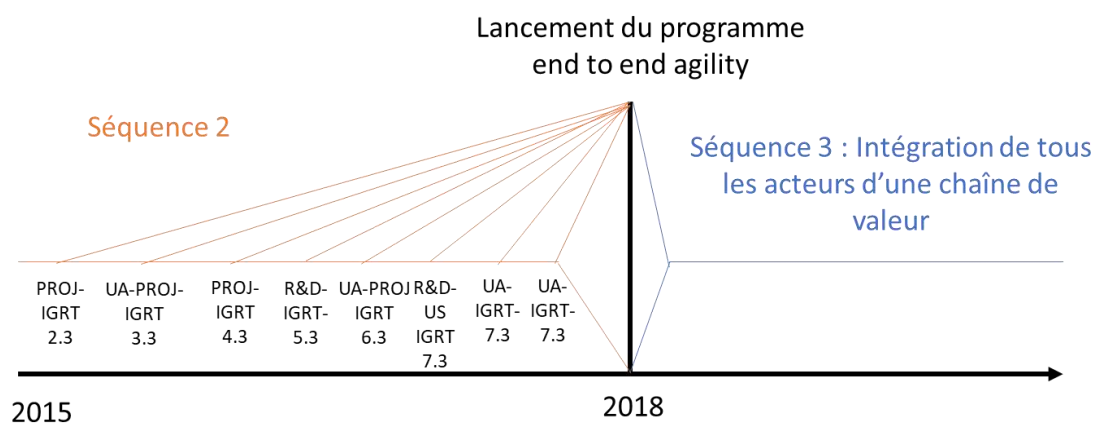 Lancement du programme
end to end agility
Séquence 2
Séquence 3 : Intégration de tous
les acteurs d’une chaîne de
valeur
PROJ-
IGRT
2.3
UA-PROJ-
IGRT
3.3
PROJ-
IGRT
4.3
R&D-
IGRT-
5.3
UA-PROJ
IGRT
6.3
R&D-
US
IGRT
7.3
UA-
IGRT-
7.3
UA-
IGRT-
7.3
2015
2018